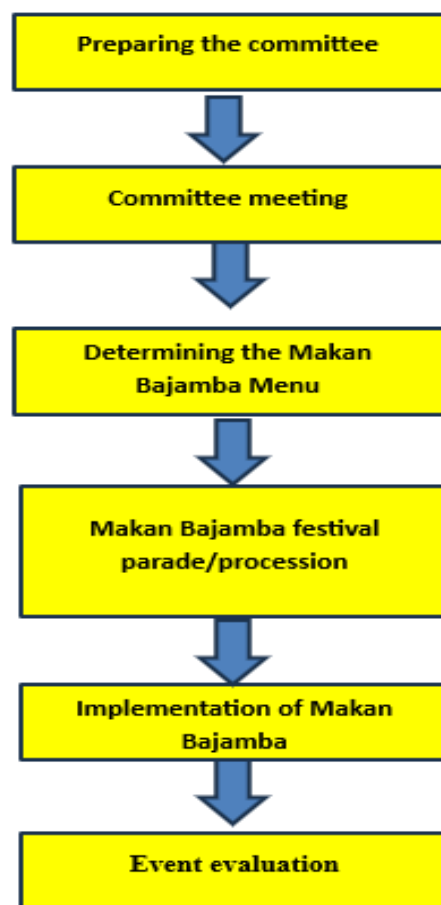 Preparing the committee
Committee meeting
Determining the Makan
Bajamba Menu
Makan Bajamba festival
parade/procession
Implementation of Makan
Bajamba
Event evaluation